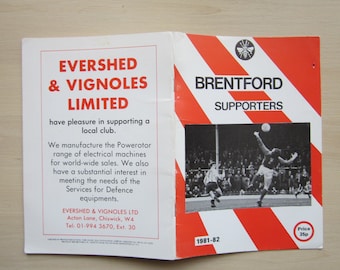 EVERSHED
& VIGNOLES
LIMITED
have pleasure in supporting a
local club.
We manufacture the Powerotor
range of electrical machines
for world-wide sales. We also
have a substantial interest in
meeting the needs of the
Services for Defence
equipments.
EVERSHED & VIGNOLES LTD
Acton Lane, Chiswick, W4
Tel: 01-994 3670, Ext. 30
BRENTFORD
SUPPORTERS
1981-82
Price
35p